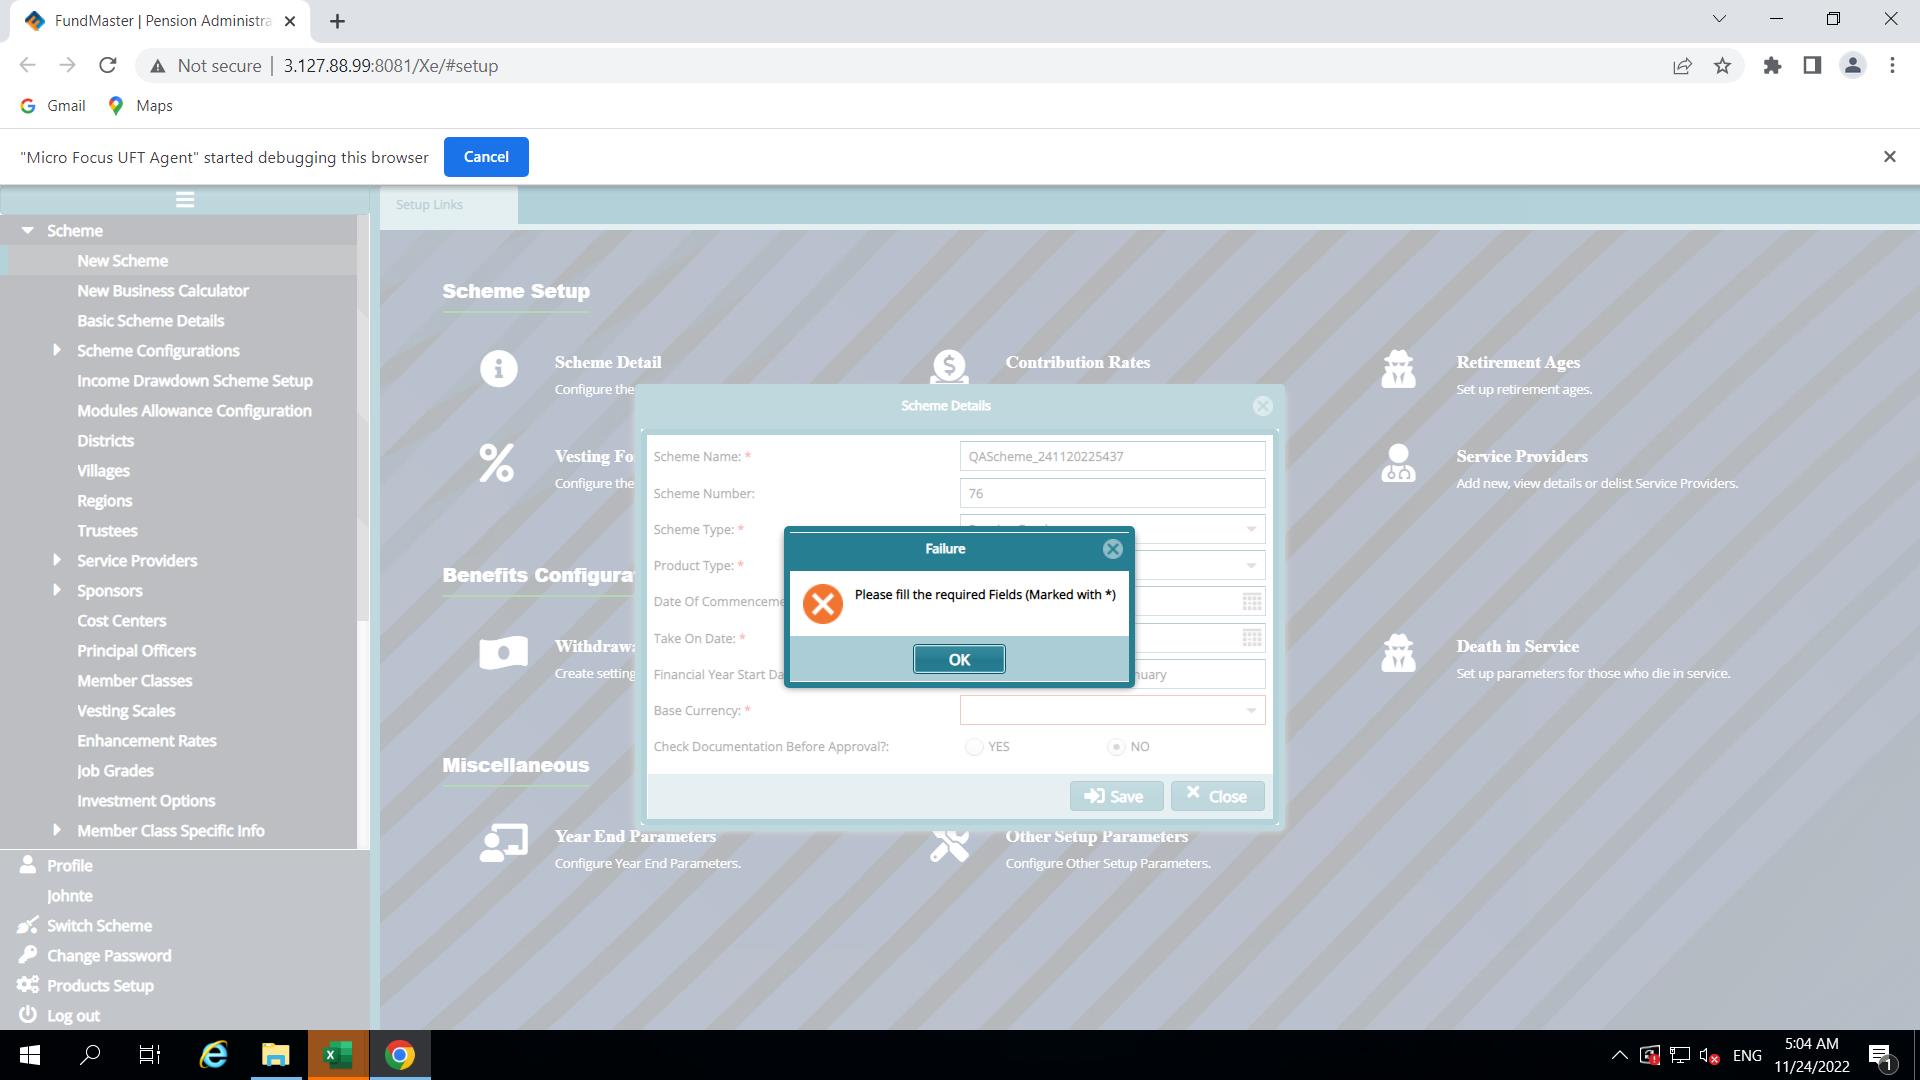 FundMaster | Pension Administra
Not secure
3.127.88.99:8081/Xe/#setup
Gmail
Maps
"Micro Focus UFT Agent" started debugging this browser
Cancel
Setup Links
Scheme
New Scheme
New Business Calculator
Basic Scheme Details
Scheme Configurations
Income Drawdown Scheme Setup
Modules Allowance Configuration
Districts
Villages
Regions
Trustees
Service Providers
Sponsors
Cost Centers
Principal Officers
Member Classes
Vesting Scales
Enhancement Rates
Job Grades
Investment Options
Member Class Specific Info
Profile
Johnte
Switch Scheme
Change Password
Products Setup
Log out
Scheme Setup
Scheme Detail
Configure the
Contribution Rates
Retirement Ages
Set up retirement ages.
Vesting Fo
Configure the
Service Providers
Add new, view details or delist Service Providers.
Benefits Configura
Withdrawa
Create setting
Death in Service
Set up parameters for those who die in service.
Miscellaneous
Year End Parameters
Configure Year End Parameters.
Other Setup Parameters
Configure Other Setup Parameters.
Scheme Details
Scheme Name: *
QAScheme_241120225437
Scheme Number:
76
Scheme Type: *
Product Type: *
Date Of Commenceme
Take On Date: *
Financial Year Start Da
nuary
Base Currency: *
Check Documentation Before Approval?:
YES
NO
Save
Close
Failure
Please fill the required Fields (Marked with *)
OK
ENG
5:04 AM
11/24/2022
1